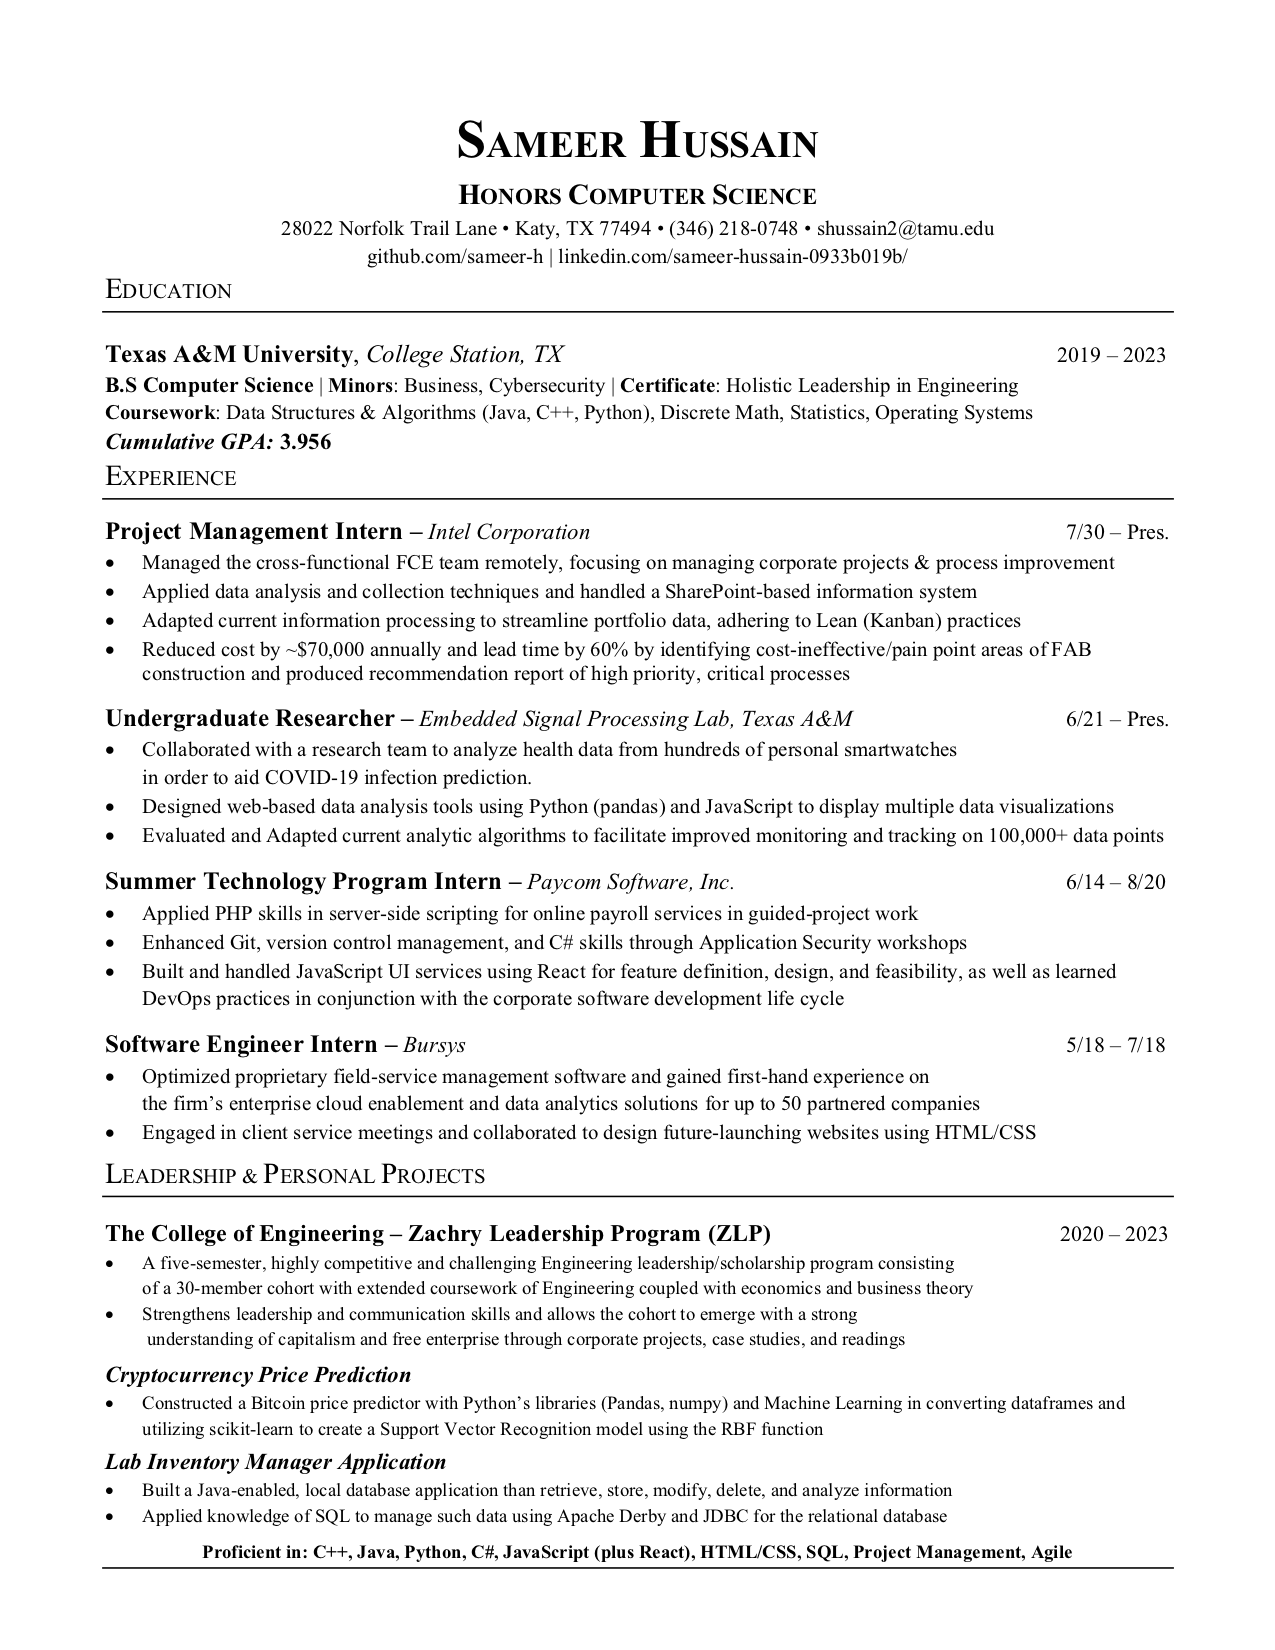 SAMEER HUSSAIN
HONORS COMPUTER SCIENCE
28022 Norfolk Trail Lane • Katy, TX 77494 • (346) 218-0748 • shussain2@tamu.edu
github.com/sameer-h | linkedin.com/sameer-hussain-0933b019b/
EDUCATION
Texas A&M University, College Station, TX 2019 – 2023
B.S Computer Science | Minors: Business, Cybersecurity | Certificate: Holistic Leadership in Engineering
Coursework: Data Structures & Algorithms (Java, C++, Python), Discrete Math, Statistics, Operating Systems
Cumulative GPA: 3.956
EXPERIENCE
Project Management Intern – Intel Corporation 7/30 – Pres.
• Managed the cross-functional FCE team remotely, focusing on managing corporate projects & process improvement
• Applied data analysis and collection techniques and handled a SharePoint-based information system
• Adapted current information processing to streamline portfolio data, adhering to Lean (Kanban) practices
• Reduced cost by ~$70,000 annually and lead time by 60% by identifying cost-ineffective/pain point areas of FAB
construction and produced recommendation report of high priority, critical processes
Undergraduate Researcher – Embedded Signal Processing Lab, Texas A&M 6/21 – Pres.
• Collaborated with a research team to analyze health data from hundreds of personal smartwatches
in order to aid COVID-19 infection prediction.
• Designed web-based data analysis tools using Python (pandas) and JavaScript to display multiple data visualizations
• Evaluated and Adapted current analytic algorithms to facilitate improved monitoring and tracking on 100,000+ data points
Summer Technology Program Intern – Paycom Software, Inc. 6/14 – 8/20
• Applied PHP skills in server-side scripting for online payroll services in guided-project work
• Enhanced Git, version control management, and C# skills through Application Security workshops
• Built and handled JavaScript UI services using React for feature definition, design, and feasibility, as well as learned
DevOps practices in conjunction with the corporate software development life cycle
Software Engineer Intern – Bursys 5/18 – 7/18
• Optimized proprietary field-service management software and gained first-hand experience on
the firm’s enterprise cloud enablement and data analytics solutions for up to 50 partnered companies
• Engaged in client service meetings and collaborated to design future-launching websites using HTML/CSS
LEADERSHIP & PERSONAL PROJECTS
The College of Engineering – Zachry Leadership Program (ZLP) 2020 – 2023
• A five-semester, highly competitive and challenging Engineering leadership/scholarship program consisting
of a 30-member cohort with extended coursework of Engineering coupled with economics and business theory
• Strengthens leadership and communication skills and allows the cohort to emerge with a strong
understanding of capitalism and free enterprise through corporate projects, case studies, and readings
Cryptocurrency Price Prediction
• Constructed a Bitcoin price predictor with Python’s libraries (Pandas, numpy) and Machine Learning in converting dataframes and
utilizing scikit-learn to create a Support Vector Recognition model using the RBF function
Lab Inventory Manager Application
• Built a Java-enabled, local database application than retrieve, store, modify, delete, and analyze information
• Applied knowledge of SQL to manage such data using Apache Derby and JDBC for the relational database
Proficient in: C++, Java, Python, C#, JavaScript (plus React), HTML/CSS, SQL, Project Management, Agile